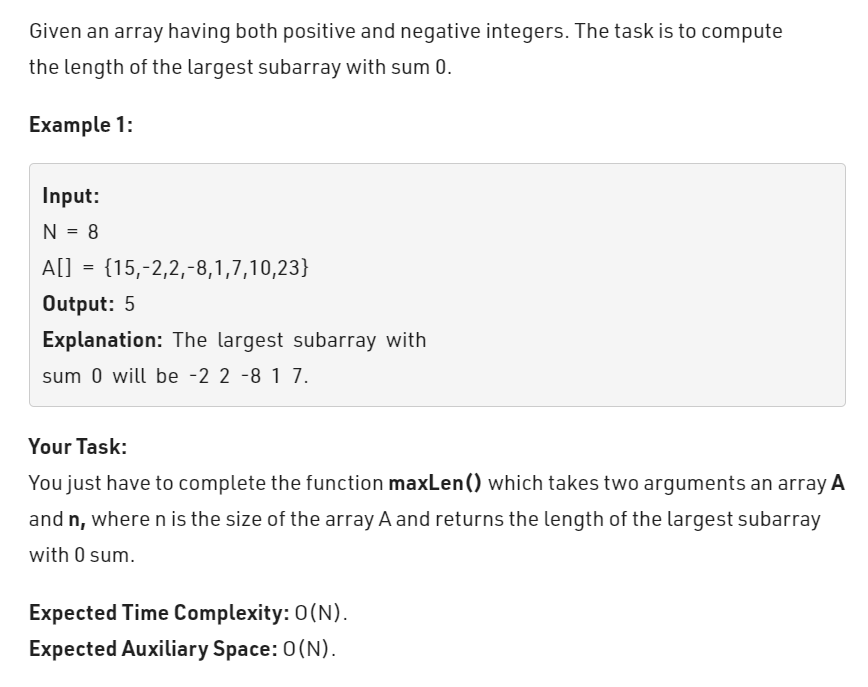 Given an array having both positive and negative integers. The task is to compute
the length of the largest subarray with sum 0.
Example 1:
Input:
N = 8
A[] = {15,-2,2,-8,1,7,10,23}
Output: 5
Explanation: The largest subarray with
sum 0 will be -2 2 -8 1 7.
Your Task:
You just have to complete the function maxLen() which takes two arguments an array A
and n, where n is the size of the array A and returns the length of the largest subarray
with 0 sum.
Expected Time Complexity: O(N).
Expected Auxiliary Space: O(N).